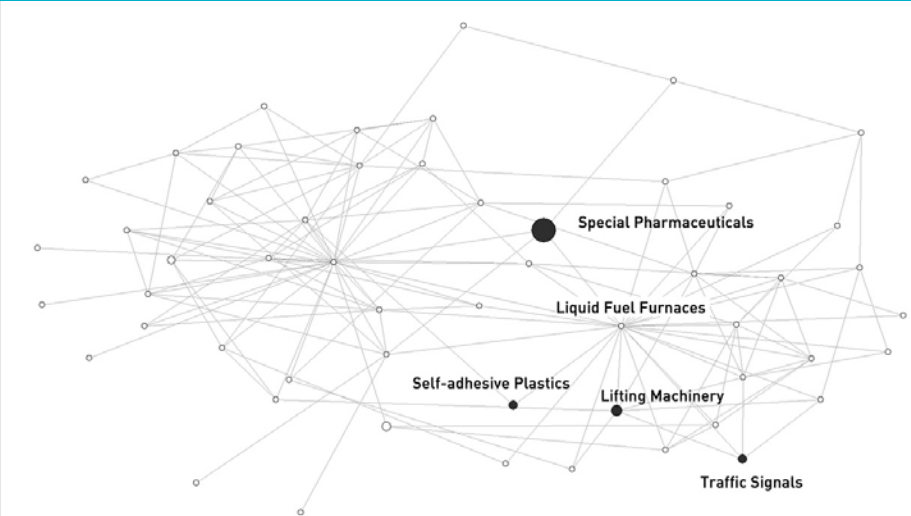 Special Pharmaceuticals
Liquid Fuel Furnaces
Self-adhesive Plastics
Lifting Machinery
Traffic Signals